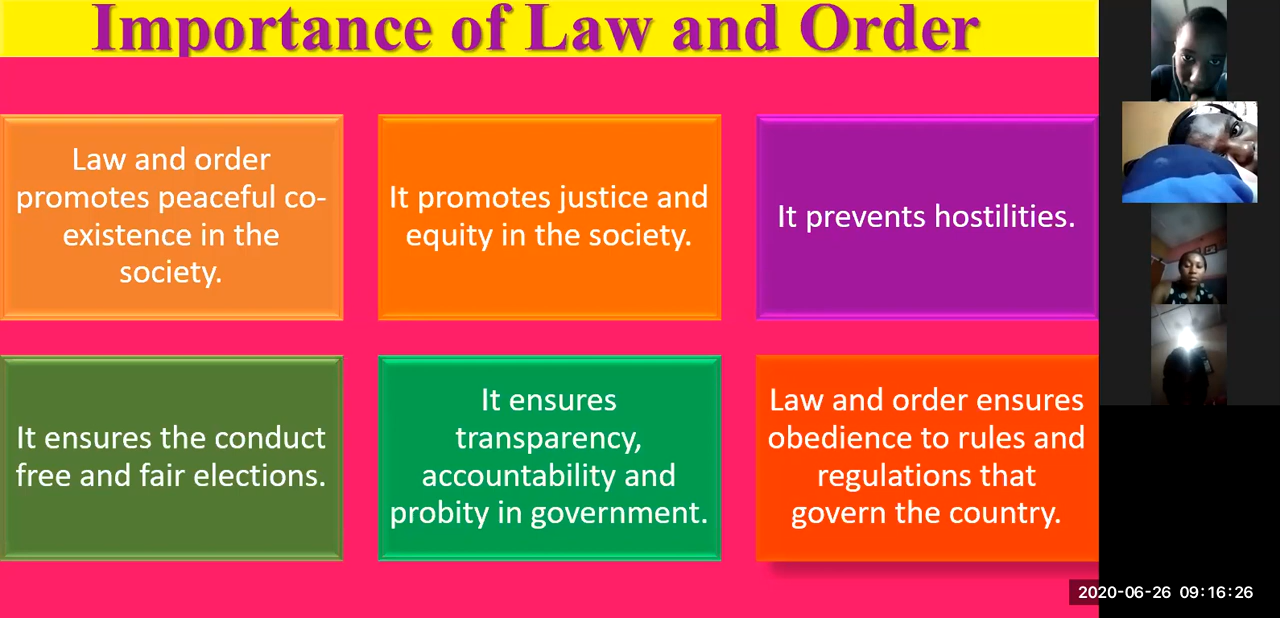 Importance of Law and Order
Law and order
promotes peaceful co-
existence in the
society.
It promotes justice and
equity in the society.
It prevents hostilities.
It ensures the conduct
free and fair elections.
It ensures
transparency,
accountability and
probity in government.
Law and order ensures
obedience to rules and
regulations that
govern the country.
2020-06-26 09:16:26